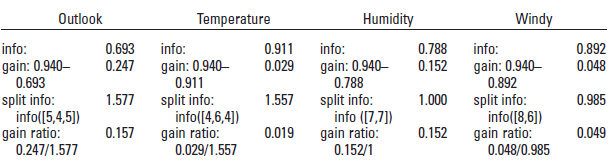 Outlook Temperature Humidity Windy
info: 0.693 info: 0.911 info: 0.788 info: 0.892
gain: 0.940– 0.247 gain: 0.940– 0.029 gain: 0.940– 0.152 gain: 0.940– 0.048
0.693 0.911 0.788 0.892
split info: 1.577 split info: 1.557 split info: 1.000 split info: 0.985
info([5,4,5]) info([4,6,4]) info ([7,7]) info([8,6])
gain ratio: 0.157 gain ratio: 0.019 gain ratio: 0.152 gain ratio: 0.049
0.247/1.577 0.029/1.557 0.152/1 0.048/0.985